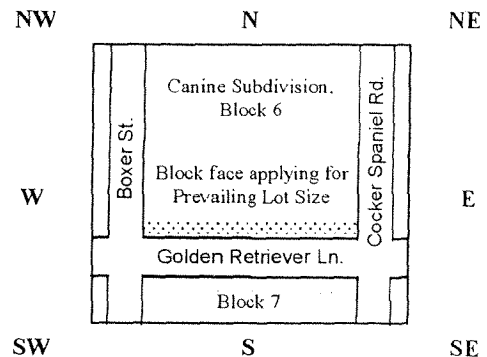 NW N NE
Canine Subdivision,
Block 6
Boxer St.
Cocker Spaniel Rd.
W
Block face applying for
Prevailing Lot Size
E
Golden Retriever Ln.
Block 7
SW S SE